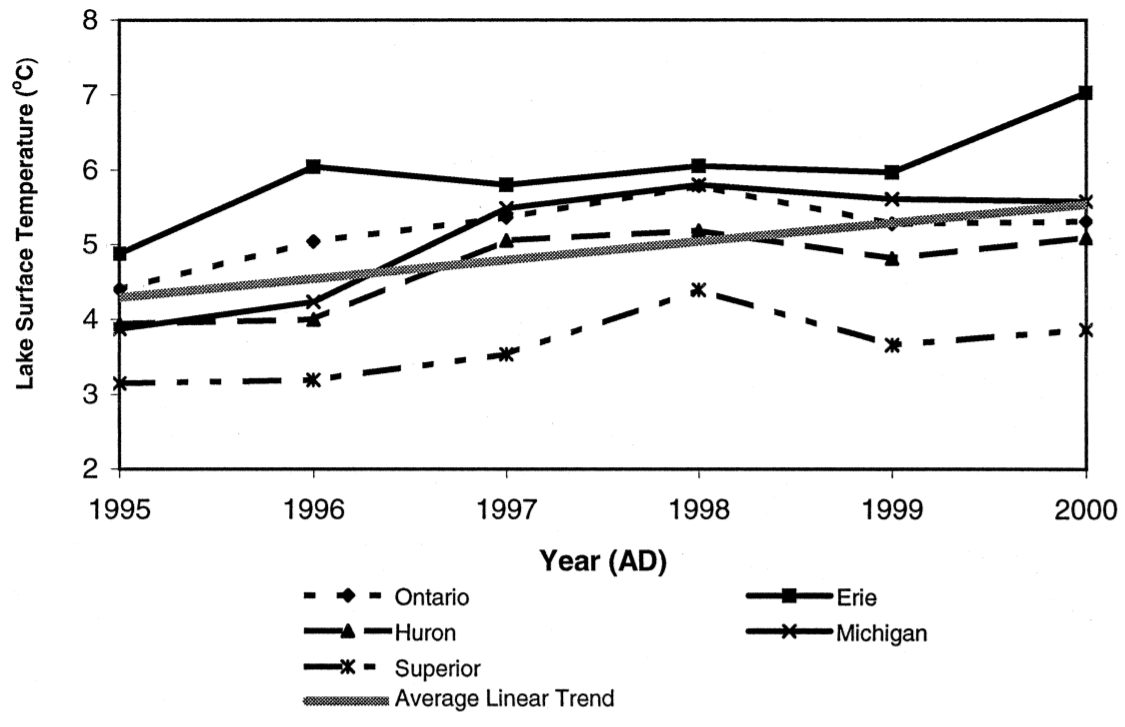 Lake Surface Temperature (°C)
8
7
6
5
4
3
2
1995 1996 1997 1998 1999 2000
Year (AD)
Ontario Erie
Huron Michigan
Superior
Average Linear Trend